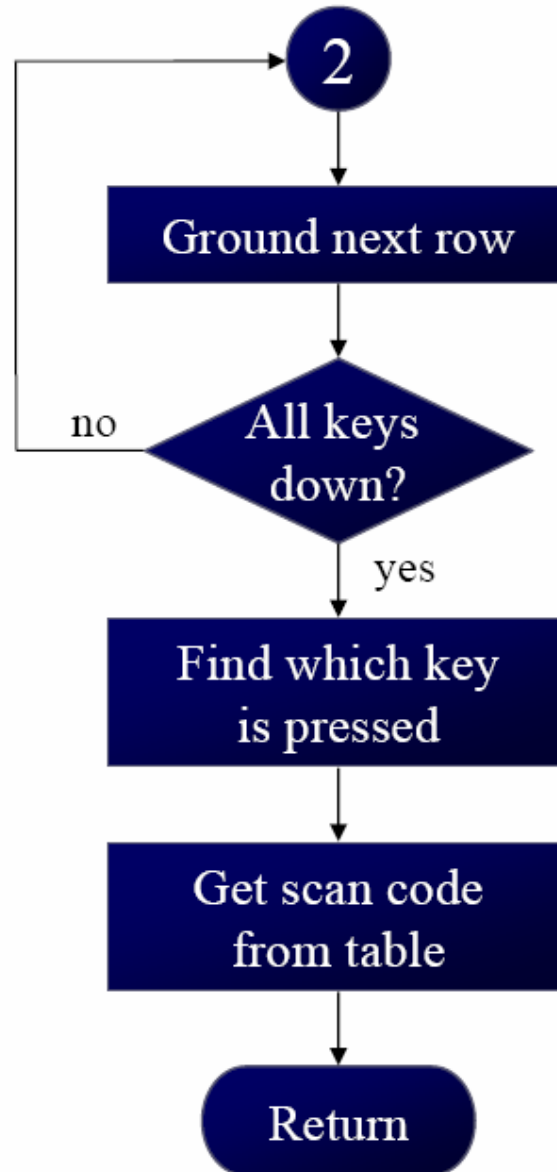 2
Ground next row
All keys
down?
no
yes
Find which key
is pressed
Get scan code
from table
Return